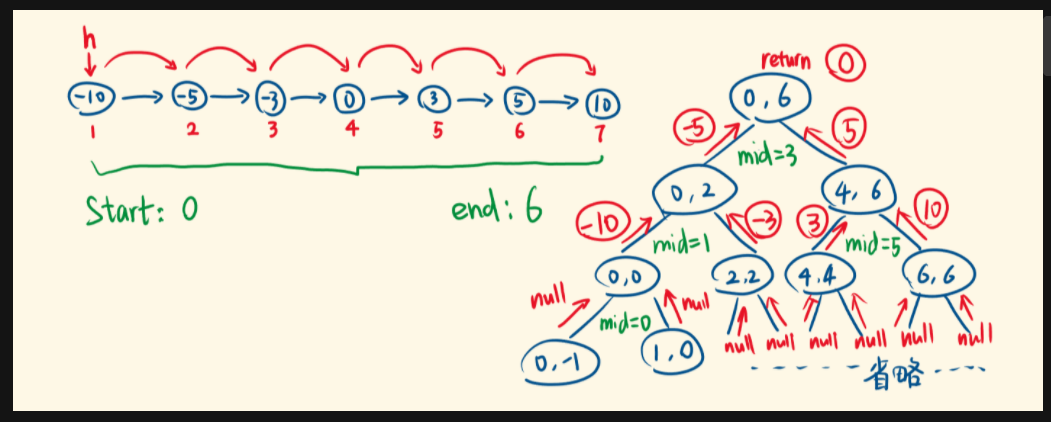 h
-10 -5 -3 0 3 5 10
1 2 3 4 5 6 7
Start: 0 end: 6
return 0
0, 6
-5 mid=3 5
0, 2 4, 6
-10 mid=1 -3 3 mid=5 10
0,0 2,2 4,4 6,6
null mid=0 null
0,-1 1,0
null null null null null null
省略